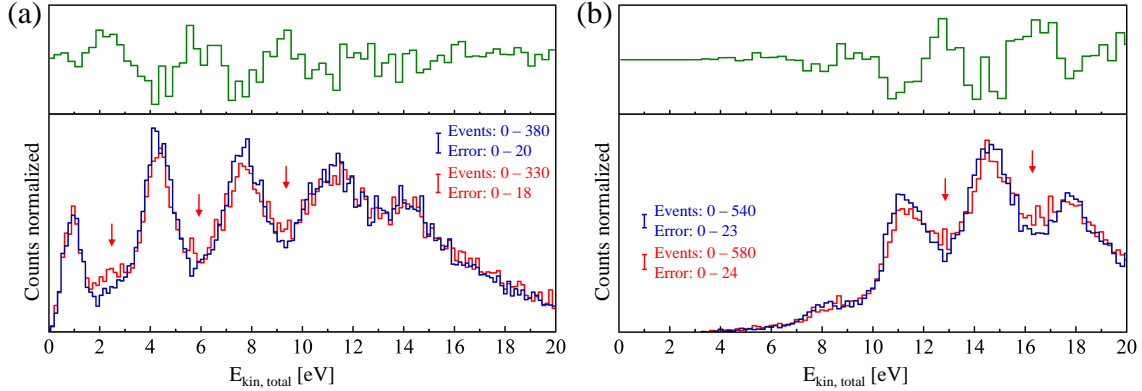 (a)
Counts normalized
Events: 0 – 380
Error: 0 – 20
Events: 0 – 330
Error: 0 – 18
0 2 4 6 8 10 12 14 16 18 20
E_kin, total [eV]
(b)
Counts normalized
Events: 0 – 540
Error: 0 – 23
Events: 0 – 580
Error: 0 – 24
0 2 4 6 8 10 12 14 16 18 20
E_kin, total [eV]